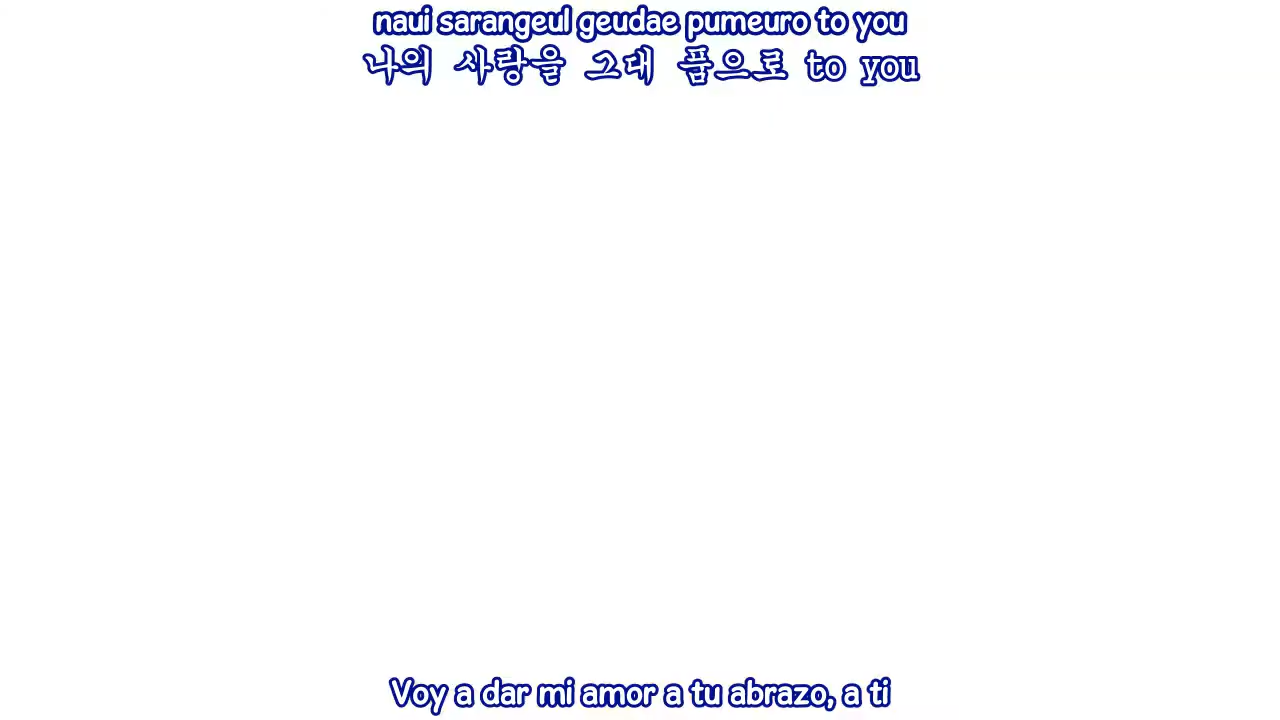 naui sarangeul geudae pumeuro to you
나의 사랑을 그대 품으로 to you
Voy a dar mi amor a tu abrazo, a ti